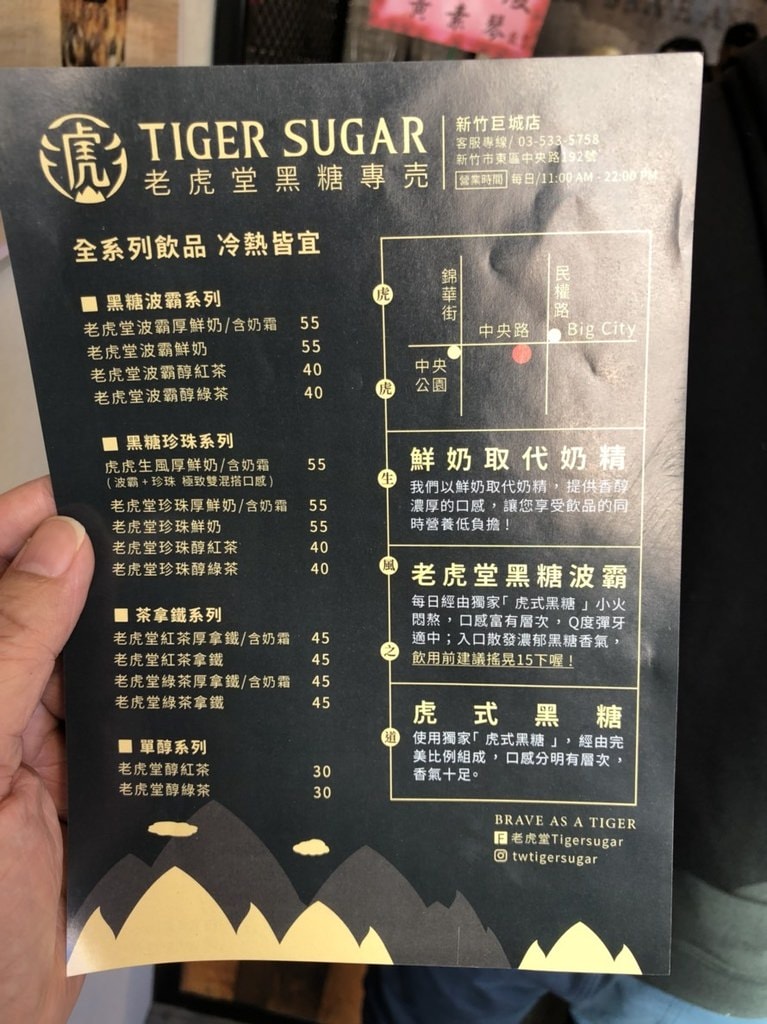 黃素琴
虎
TIGER SUGAR
老虎堂黑糖專売
新竹巨城店
客服專線/ 03-533-5758
新竹市東區中央路192號
營業時間 每日/11:00 AM - 22:00 PM
全系列飲品 冷熱皆宜
■ 黑糖波霸系列
老虎堂波霸厚鮮奶/含奶霜 55
老虎堂波霸鮮奶 55
老虎堂波霸醇紅茶 40
老虎堂波霸醇綠茶 40
■ 黑糖珍珠系列
虎虎生風厚鮮奶/含奶霜 55
( 波霸 + 珍珠 極致雙混搭口感 )
老虎堂珍珠厚鮮奶/含奶霜 55
老虎堂珍珠鮮奶 55
老虎堂珍珠醇紅茶 40
老虎堂珍珠醇綠茶 40
■ 茶拿鐵系列
老虎堂紅茶厚拿鐵/含奶霜 45
老虎堂紅茶拿鐵 45
老虎堂綠茶厚拿鐵/含奶霜 45
老虎堂綠茶拿鐵 45
■ 單醇系列
老虎堂醇紅茶 30
老虎堂醇綠茶 30
虎
虎
生
風
之
道
錦華街
民權路
中央路
Big City
中央
公園
鮮奶取代奶精
我們以鮮奶取代奶精，提供香醇
濃厚的口感，讓您享受飲品的同
時營養低負擔！
老虎堂黑糖波霸
每日經由獨家「虎式黑糖」小火
悶熬，口感富有層次，Q度彈牙
適中；入口散發濃郁黑糖香氣，
飲用前建議搖晃15下喔！
虎式黑糖
使用獨家「虎式黑糖」，經由完
美比例組成，口感分明有層次，
香氣十足。
BRAVE AS A TIGER
老虎堂Tigersugar
twtigersugar